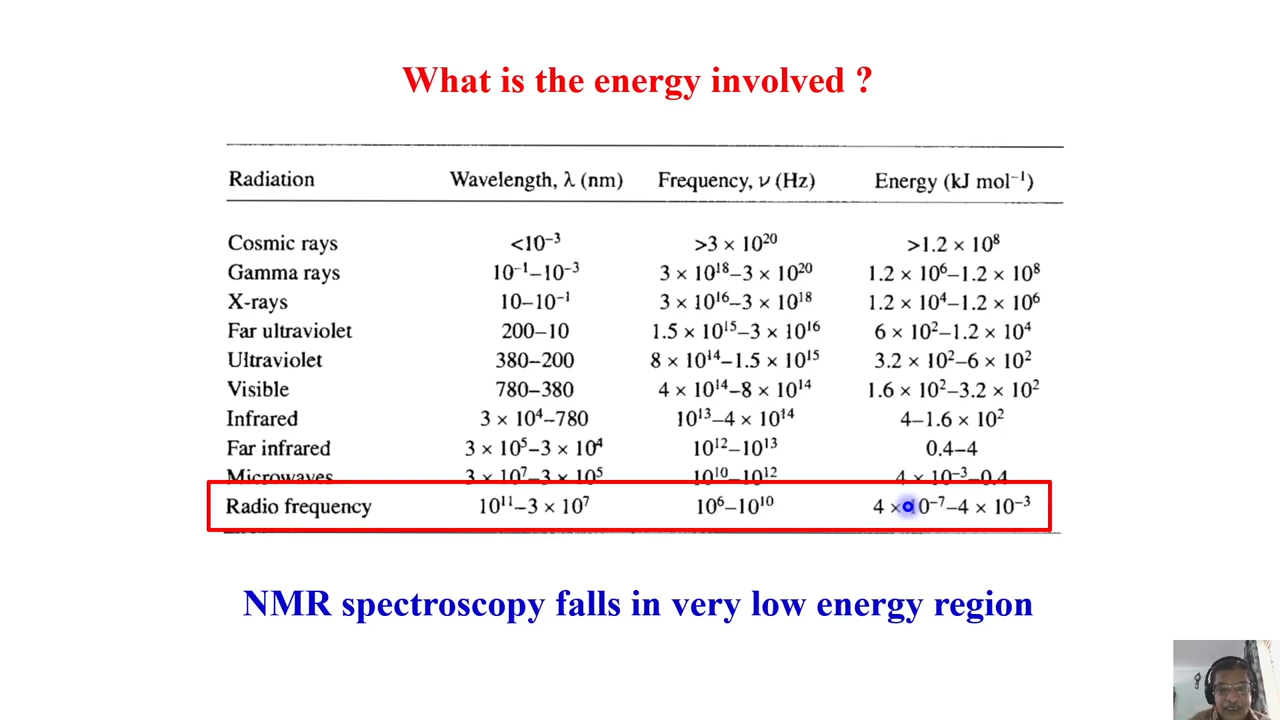 What is the energy involved ?
Radiation Wavelength, λ (nm) Frequency, ν (Hz) Energy (kJ mol⁻¹)
Cosmic rays <10⁻³ >3 × 10²⁰ >1.2 × 10⁸
Gamma rays 10⁻¹–10⁻³ 3 × 10¹⁸–3 × 10²⁰ 1.2 × 10⁶–1.2 × 10⁸
X-rays 10–10⁻¹ 3 × 10¹⁶–3 × 10¹⁸ 1.2 × 10⁴–1.2 × 10⁶
Far ultraviolet 200–10 1.5 × 10¹⁵–3 × 10¹⁶ 6 × 10²–1.2 × 10⁴
Ultraviolet 380–200 8 × 10¹⁴–1.5 × 10¹⁵ 3.2 × 10²–6 × 10²
Visible 780–380 4 × 10¹⁴–8 × 10¹⁴ 1.6 × 10²–3.2 × 10²
Infrared 3 × 10⁴–780 10¹³–4 × 10¹⁴ 4–1.6 × 10²
Far infrared 3 × 10⁵–3 × 10⁴ 10¹²–10¹³ 0.4–4
Microwaves 3 × 10⁷–3 × 10⁵ 10¹⁰–10¹² 4 × 10⁻³–0.4
Radio frequency 10¹¹–3 × 10⁷ 10⁶–10¹⁰ 4 × 10⁻⁷–4 × 10⁻³
NMR spectroscopy falls in very low energy region